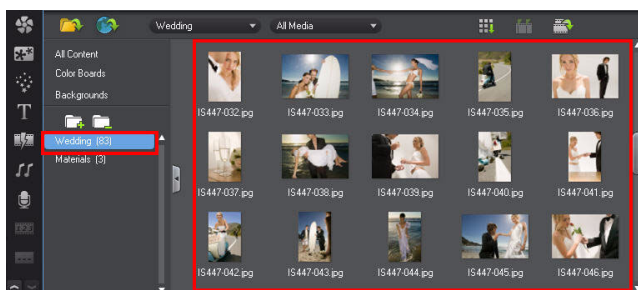 Wedding
All Media
All Content
Color Boards
Backgrounds
Wedding (83)
Materials (3)
IS447-032.jpg
IS447-033.jpg
IS447-034.jpg
IS447-035.jpg
IS447-036.jpg
IS447-037.jpg
IS447-038.jpg
IS447-039.jpg
IS447-040.jpg
IS447-041.jpg
IS447-042.jpg
IS447-043.jpg
IS447-044.jpg
IS447-045.jpg
IS447-046.jpg